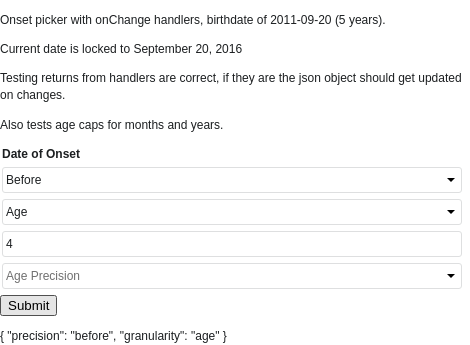 Onset picker with onChange handlers, birthdate of 2011-09-20 (5 years).
Current date is locked to September 20, 2016
Testing returns from handlers are correct, if they are the json object should get updated
on changes.
Also tests age caps for months and years.
Date of Onset
Before
Age
4
Age Precision
Submit
{ "precision": "before", "granularity": "age" }